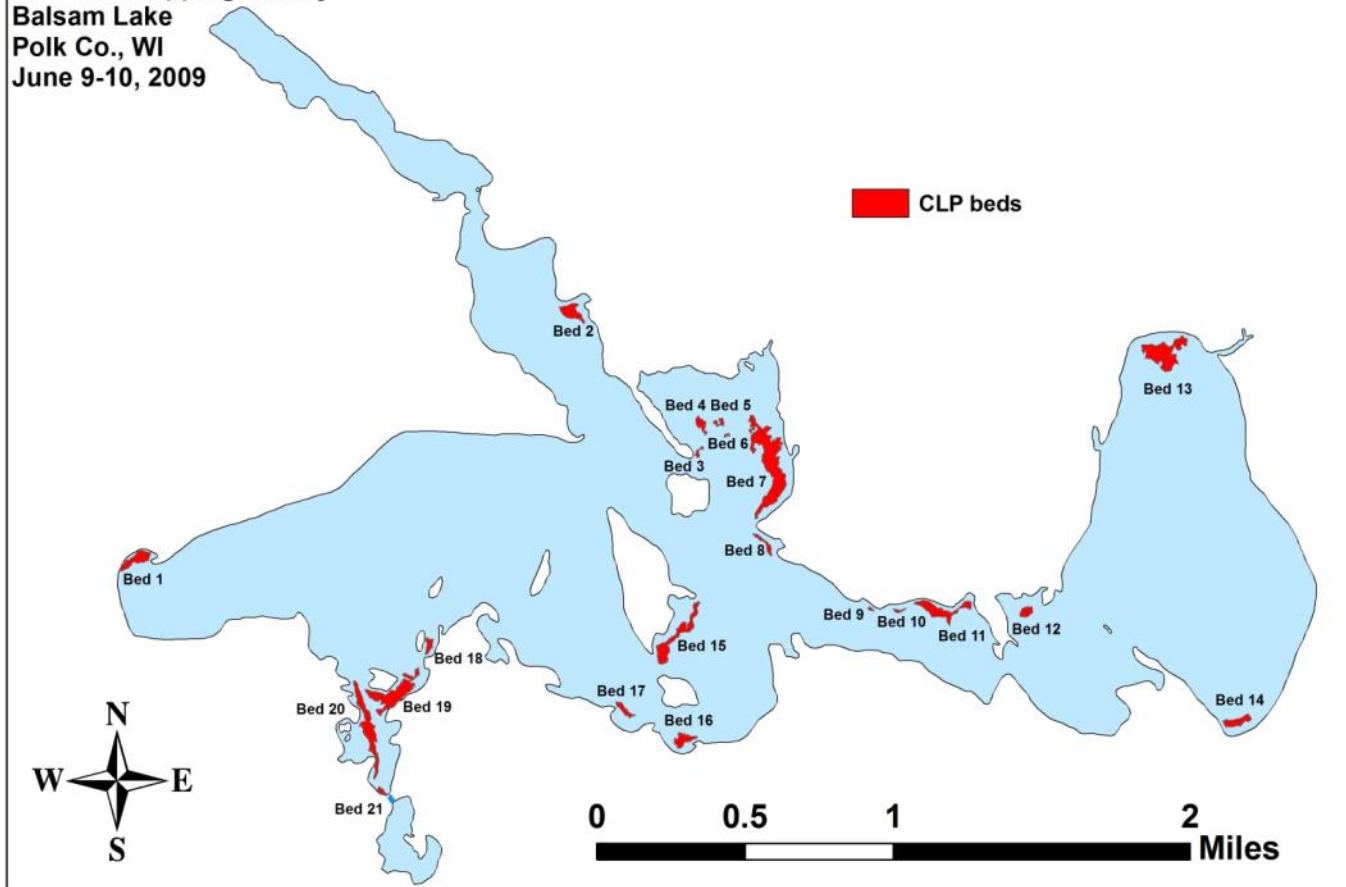 Balsam Lake
Polk Co., WI
June 9-10, 2009
CLP beds
Bed 2
Bed 13
Bed 4 Bed 5
Bed 6
Bed 3
Bed 7
Bed 8
Bed 1
Bed 9
Bed 10
Bed 11
Bed 12
Bed 15
Bed 18
Bed 17
Bed 14
Bed 20
Bed 19
Bed 16
Bed 21
N
W
E
S
0 0.5 1 2
Miles